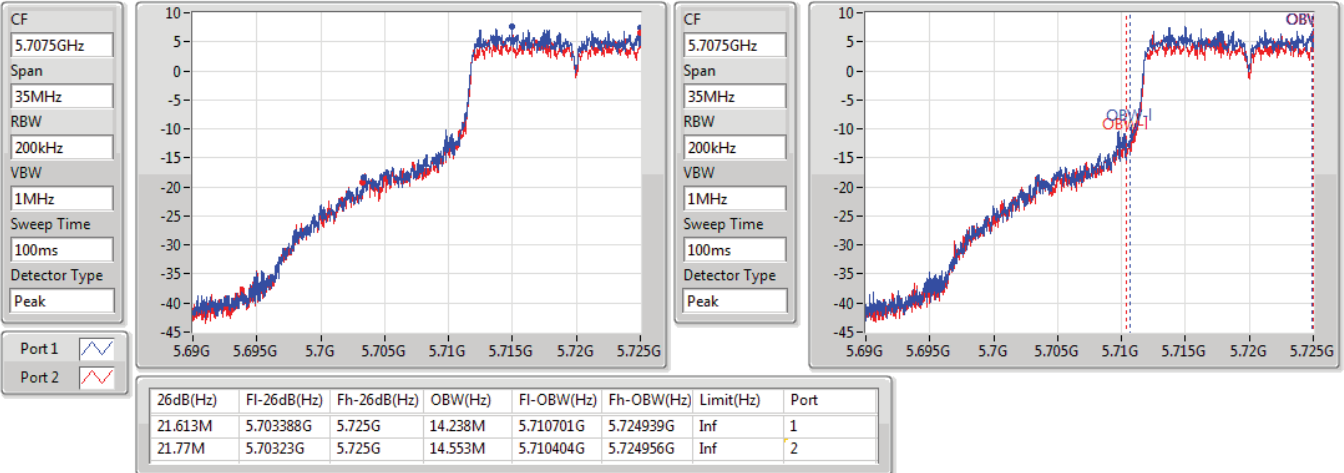 CF
5.7075GHz
Span
35MHz
RBW
200kHz
VBW
1MHz
Sweep Time
100ms
Detector Type
Peak
Port 1
Port 2
10
5
0
-5
-10
-15
-20
-25
-30
-35
-40
-45
5.69G 5.695G 5.7G 5.705G 5.71G 5.715G 5.72G 5.725G
CF
5.7075GHz
Span
35MHz
RBW
200kHz
VBW
1MHz
Sweep Time
100ms
Detector Type
Peak
10
5
0
-5
-10
-15
-20
-25
-30
-35
-40
-45
OBW-l
OBW-l
5.69G 5.695G 5.7G 5.705G 5.71G 5.715G 5.72G 5.725G
26dB(Hz) Fl-26dB(Hz) Fh-26dB(Hz) OBW(Hz) Fl-OBW(Hz) Fh-OBW(Hz) Limit(Hz) Port
21.613M 5.703388G 5.725G 14.238M 5.710701G 5.724939G Inf 1
21.77M 5.70323G 5.725G 14.553M 5.710404G 5.724956G Inf 2